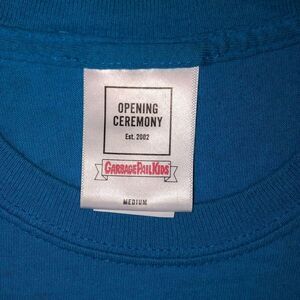 OPENING
CEREMONY
Est. 2002
GARBAGE PAIL KIDS
MEDIUM